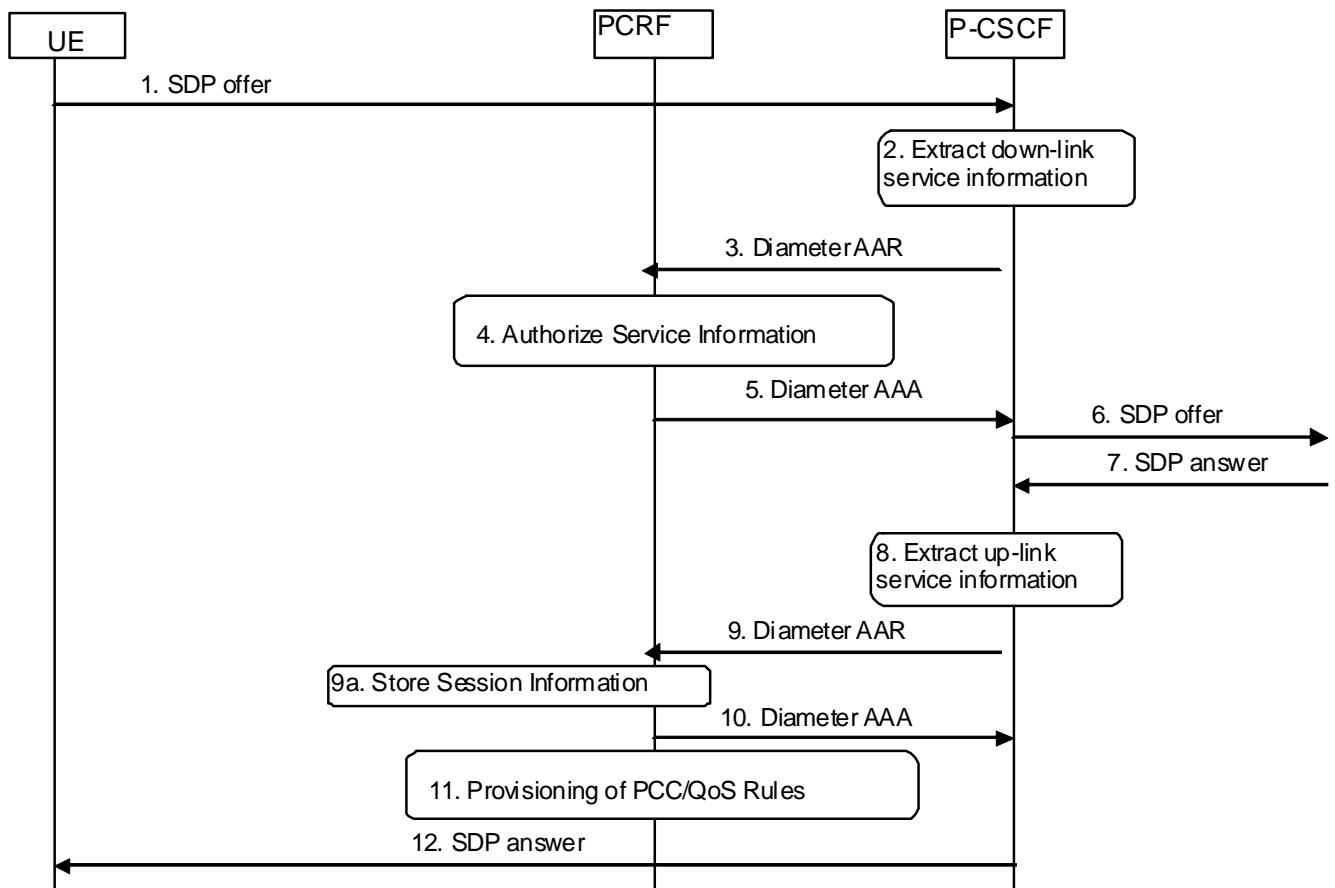 UE
PCRF
P-CSCF
1. SDP offer
2. Extract down-link
service information
3. Diameter AAR
4. Authorize Service Information
5. Diameter AAA
6. SDP offer
7. SDP answer
8. Extract up-link
service information
9. Diameter AAR
9a. Store Session Information
10. Diameter AAA
11. Provisioning of PCC/QoS Rules
12. SDP answer